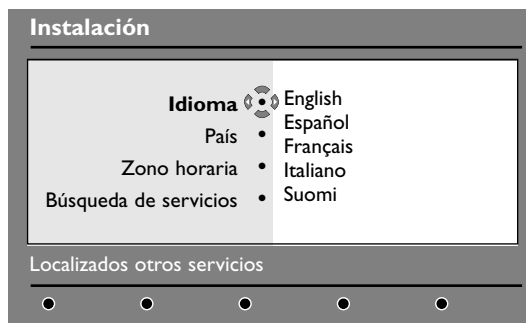 Instalación
Idioma
País
Zono horaria
Búsqueda de servicios
English
Español
Français
Italiano
Suomi
Localizados otros servicios